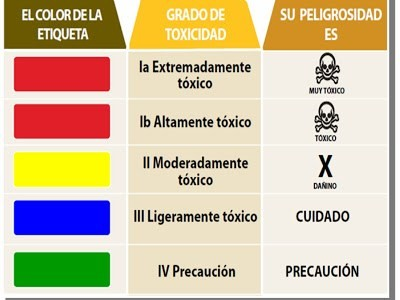 EL COLOR DE LA
ETIQUETA
GRADO DE
TOXICIDAD
SU PELIGROSIDAD
ES
Ia Extremadamente
tóxico
MUY TÓXICO
Ib Altamente tóxico
TÓXICO
II Moderadamente
tóxico
X
DAÑINO
III Ligeramente tóxico
CUIDADO
IV Precaución
PRECAUCIÓN